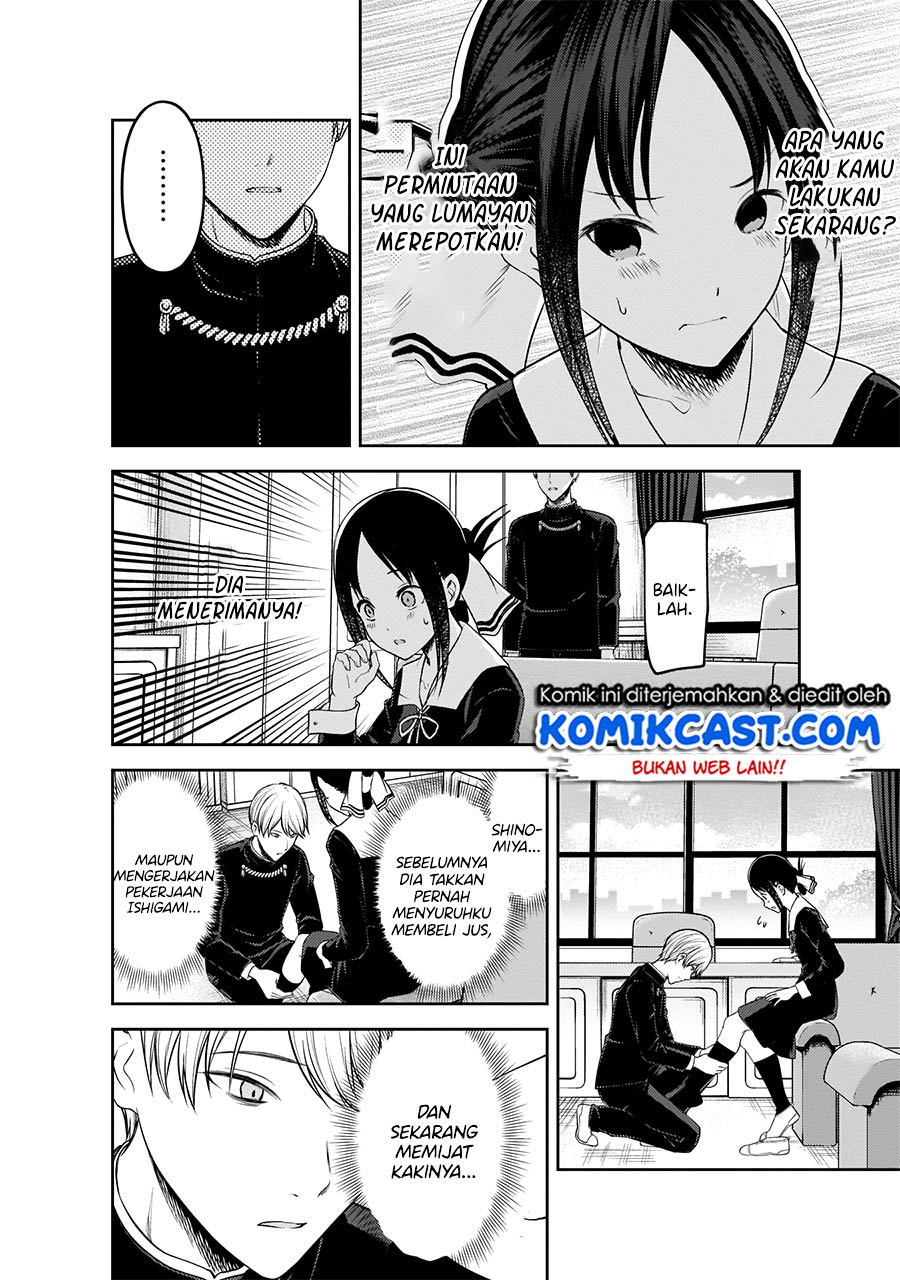 APA YANG
AKAN KAMU
LAKUKAN
SEKARANG?
INI
PERMINTAAN
YANG LUMAYAN
MEREPOTKAN!
.........
BAIK-
LAH.
DIA
MENERIMANYA!
Komik ini diterjemahkan & diedit oleh
KOMIKCAST.COM
BUKAN WEB LAIN!!
SHINO-
MIYA...
SEBELUMNYA
DIA TAKKAN
PERNAH
MENYURUHKU
MEMBELI JUS,
MAUPUN
MENGERJAKAN
PEKERJAAN
ISHIGAMI...
DAN
SEKARANG
MEMIJAT
KAKINYA...